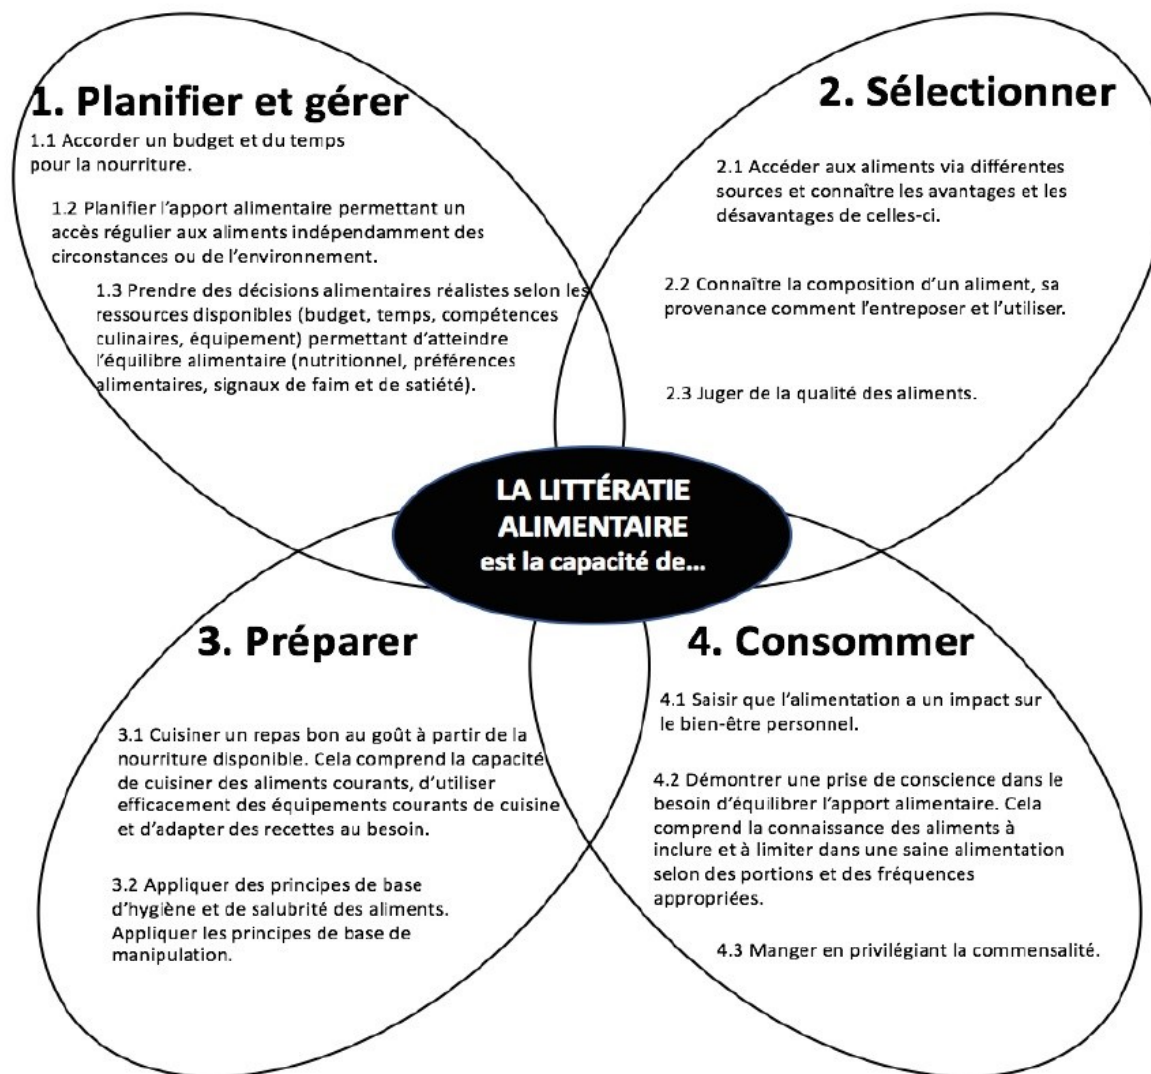 1. Planifier et gérer
1.1 Accorder un budget et du temps
pour la nourriture.
1.2 Planifier l'apport alimentaire permettant un
accès régulier aux aliments indépendamment des
circonstances ou de l'environnement.
1.3 Prendre des décisions alimentaires réalistes selon les
ressources disponibles (budget, temps, compétences
culinaires, équipement) permettant d'atteindre
l'équilibre alimentaire (nutritionnel, préférences
alimentaires, signaux de faim et de satiété).
2. Sélectionner
2.1 Accéder aux aliments via différentes
sources et connaître les avantages et les
désavantages de celles-ci.
2.2 Connaître la composition d'un aliment, sa
provenance comment l'entreposer et l'utiliser.
2.3 Juger de la qualité des aliments.
LA LITTÉRATIE
ALIMENTAIRE
est la capacité de...
3. Préparer
3.1 Cuisiner un repas bon au goût à partir de la
nourriture disponible. Cela comprend la capacité
de cuisiner des aliments courants, d'utiliser
efficacement des équipements courants de cuisine
et d'adapter des recettes au besoin.
3.2 Appliquer des principes de base
d'hygiène et de salubrité des aliments.
Appliquer les principes de base de
manipulation.
4. Consommer
4.1 Saisir que l'alimentation a un impact sur
le bien-être personnel.
4.2 Démontrer une prise de conscience dans le
besoin d'équilibrer l'apport alimentaire. Cela
comprend la connaissance des aliments à
inclure et à limiter dans une saine alimentation
selon des portions et des fréquences
appropriées.
4.3 Manger en privilégiant la commensalité.